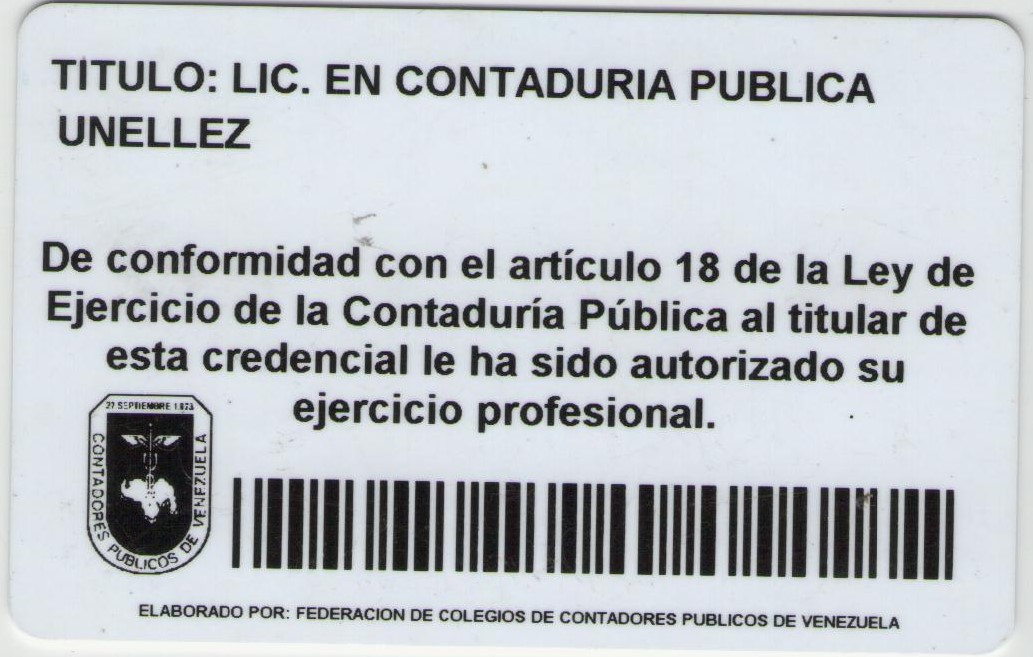 TITULO: LIC. EN CONTADURIA PUBLICA
UNELLEZ
De conformidad con el artículo 18 de la Ley de
Ejercicio de la Contaduría Pública al titular de
esta credencial le ha sido autorizado su
ejercicio profesional.
27 SEPTIEMBRE 1.973
CONTADORES PUBLICOS DE VENEZUELA
ELABORADO POR: FEDERACION DE COLEGIOS DE CONTADORES PUBLICOS DE VENEZUELA